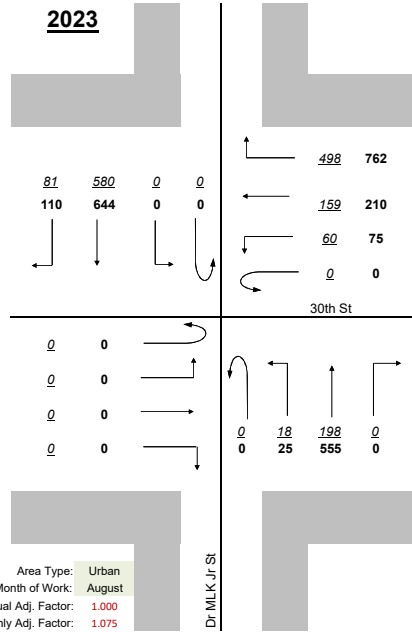 2023
498 762
81 580 0 0
110 644 0 0
159 210
60 75
0 0
30th St
0 0
0 0
0 0
0 0
0 18 198 0
0 25 555 0
Dr MLK Jr St
Area Type: Urban
Month of Work: August
ual Adj. Factor: 1.000
nly Adj. Factor: 1.075